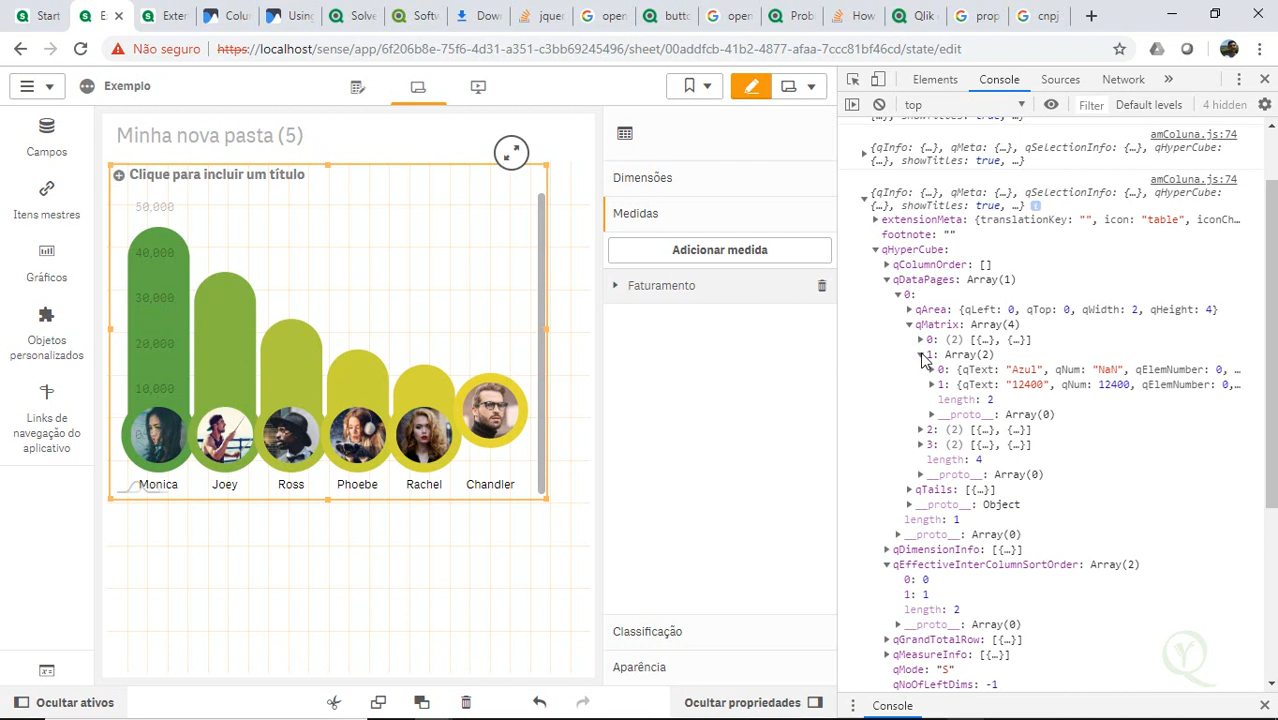 Start
E
Exter
Colu
Using
Solve
Softw
Dow
jquer
open
butto
open
Prob
How
Qlik
prop
cnpj
Não seguro
https://localhost/sense/app/6f206b8e-75f6-4d31-a351-c3b692245496/sheet/00addfcb-41b2-4877-afaa-7ccc81bf46cd/state/edit
Exemplo
Campos
Itens mestres
Gráficos
Objetos
personalizados
Links de
navegação do
aplicativo
Minha nova pasta (5)
Clique para incluir um título
50,000
40,000
30,000
20,000
10,000
Monica
Joey
Ross
Phoebe
Rachel
Chandler
Dimensões
Medidas
Adicionar medida
Faturamento
Classificação
Aparência
Ocultar ativos
Ocultar propriedades
Elements
Console
Sources
Network
top
Filter
Default levels
4 hidden
{…}, showTitles: true, …}
amColuna.js:74
{qInfo: {…}, qMeta: {…}, qSelectionInfo: {…}, qHyperCube:
{…}, showTitles: true, …}
amColuna.js:74
{qInfo: {…}, qMeta: {…}, qSelectionInfo: {…}, qHyperCube:
{…}, showTitles: true, …}
extensionMeta: {translationKey: "", icon: "table", iconCh…
footnote: ""
qHyperCube:
qColumnOrder: []
qDataPages: Array(1)
0:
qArea: {qLeft: 0, qTop: 0, qWidth: 2, qHeight: 4}
qMatrix: Array(4)
0: (2) [{…}, {…}]
1: Array(2)
0: {qText: "Azul", qNum: "NaN", qElemNumber: 0, …
1: {qText: "12400", qNum: 12400, qElemNumber: 0,…
length: 2
__proto__: Array(0)
2: (2) [{…}, {…}]
3: (2) [{…}, {…}]
length: 4
__proto__: Array(0)
qTails: [{…}]
__proto__: Object
length: 1
__proto__: Array(0)
qDimensionInfo: [{…}]
qEffectiveInterColumnSortOrder: Array(2)
0: 0
1: 1
length: 2
__proto__: Array(0)
qGrandTotalRow: [{…}]
qMeasureInfo: [{…}]
qMode: "S"
qNoOfLeftDims: -1
Console